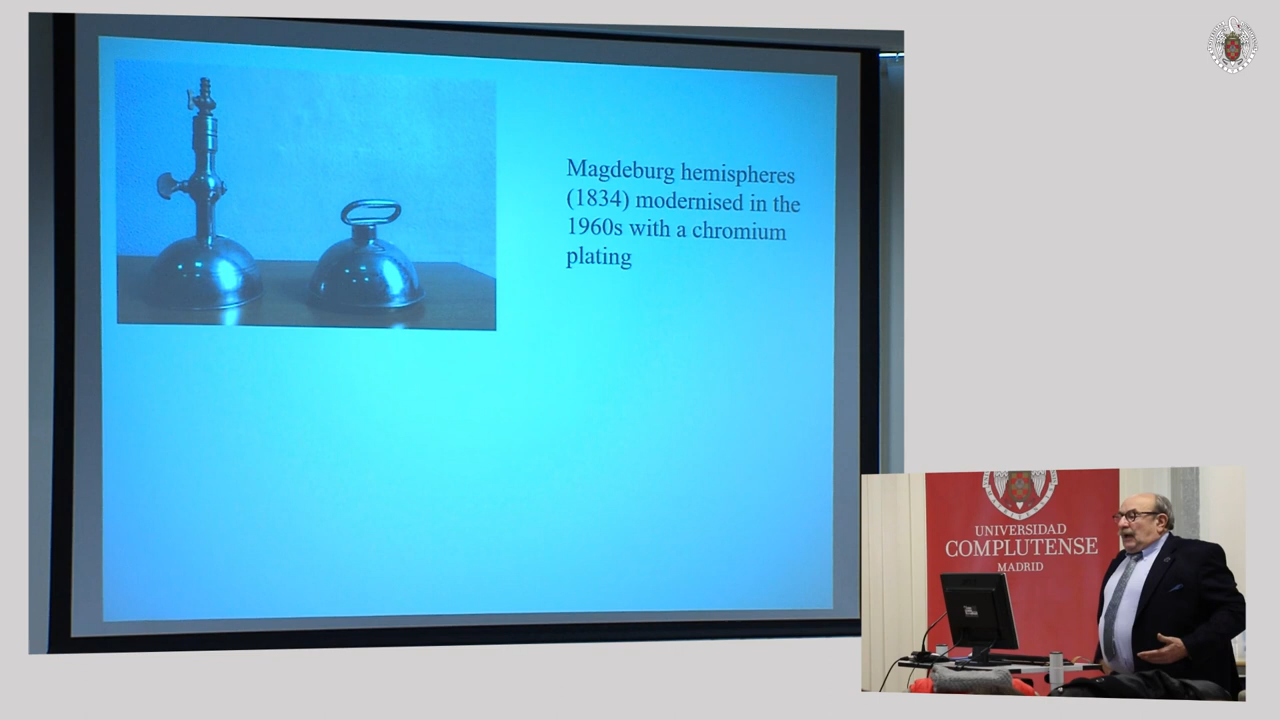 Magdeburg hemispheres
(1834) modernised in the
1960s with a chromium
plating
UNIVERSIDAD
COMPLUTENSE
MADRID